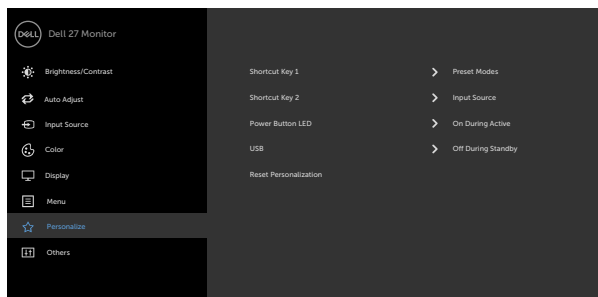 DELL Dell 27 Monitor
Brightness/Contrast
Auto Adjust
Input Source
Color
Display
Menu
Personalize
Others
Shortcut Key 1 Preset Modes
Shortcut Key 2 Input Source
Power Button LED On During Active
USB Off During Standby
Reset Personalization